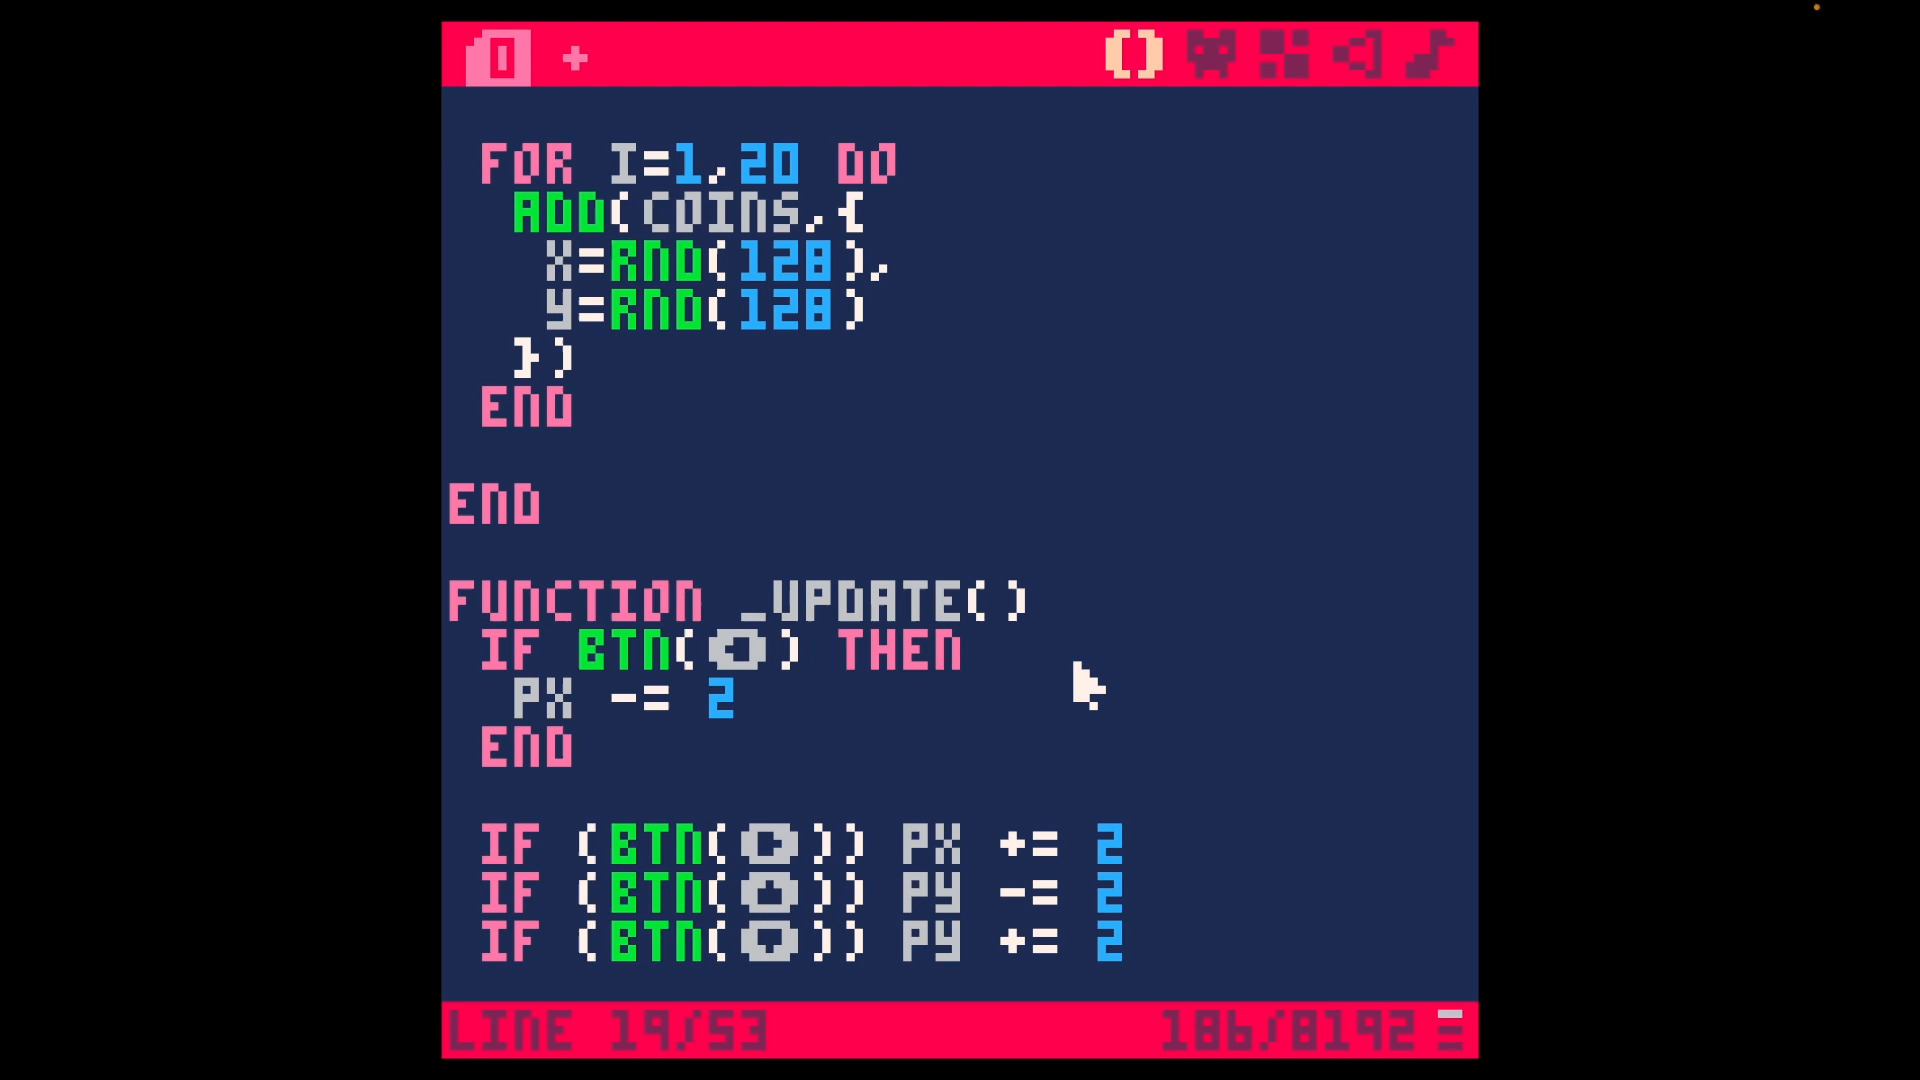 0 +
FOR I=1,20 DO
ADD(COINS,{
X=RND(128),
Y=RND(128)
})
END
END
FUNCTION _UPDATE()
IF BTN(⬅️) THEN
PX -= 2
END
IF (BTN(➡️)) PX += 2
IF (BTN(⬆️)) PY -= 2
IF (BTN(⬇️)) PY += 2
LINE 19/53 186/8192